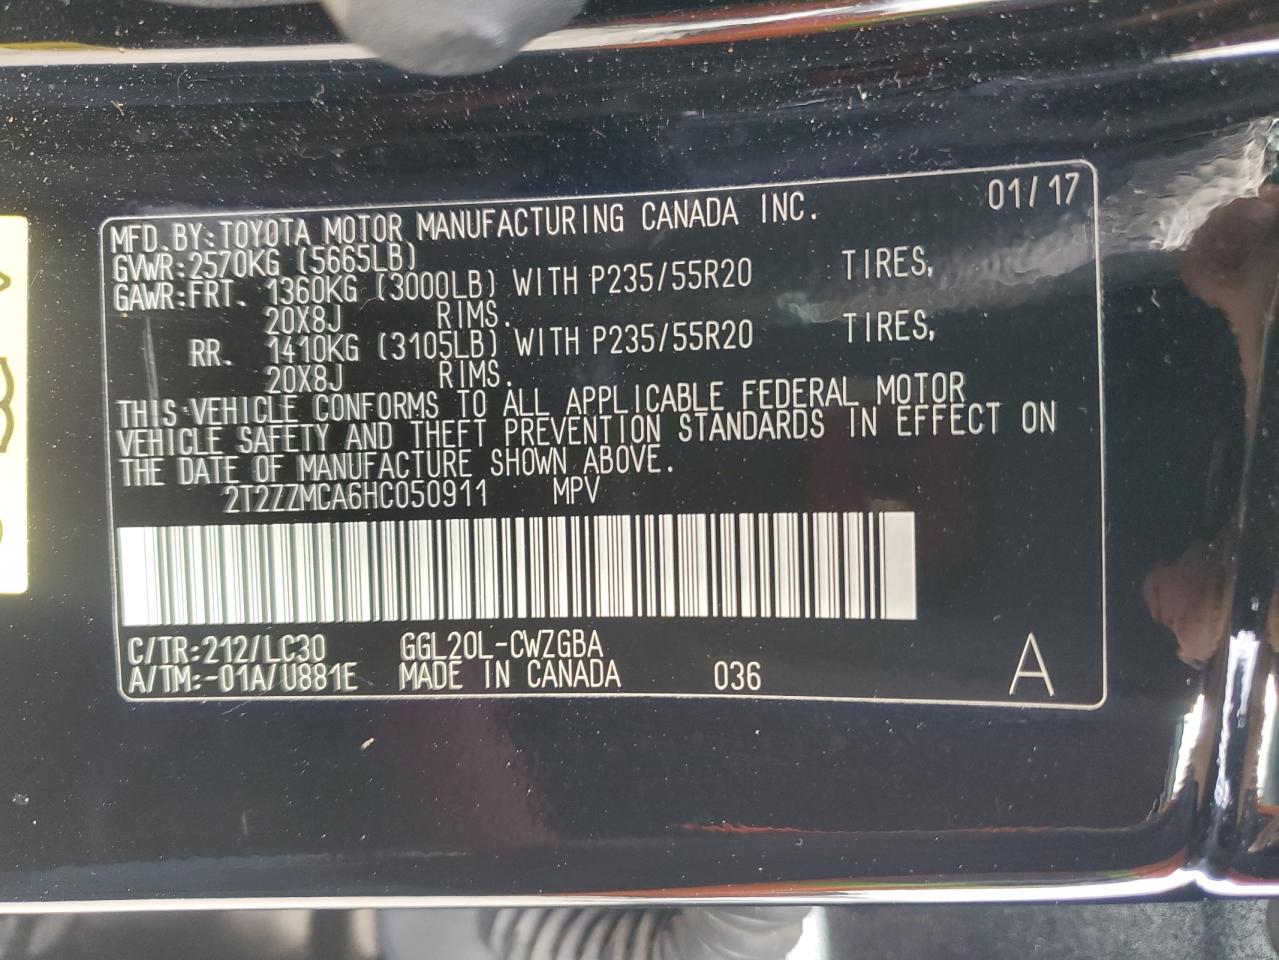 MFD.BY:TOYOTA MOTOR MANUFACTURING CANADA INC. 01/17
GVWR:2570KG (5665LB)
GAWR:FRT. 1360KG (3000LB) WITH P235/55R20 TIRES,
20X8J RIMS.
RR. 1410KG (3105LB) WITH P235/55R20 TIRES,
20X8J RIMS.
THIS VEHICLE CONFORMS TO ALL APPLICABLE FEDERAL MOTOR
VEHICLE SAFETY AND THEFT PREVENTION STANDARDS IN EFFECT ON
THE DATE OF MANUFACTURE SHOWN ABOVE.
2T2ZZMCA6HC050911 MPV
C/TR:212/LC30 GGL20L-CWZGBA
A/TM:-01A/U881E MADE IN CANADA 036 A